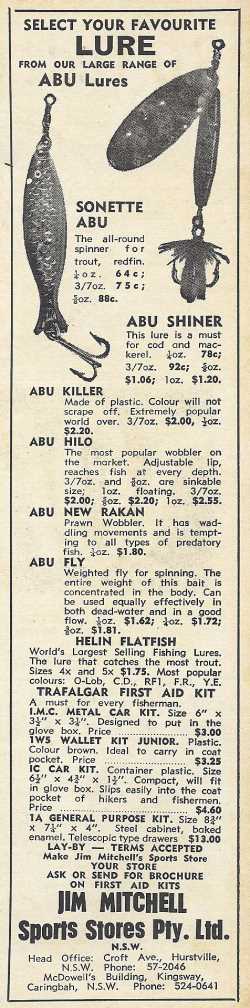 SELECT YOUR FAVOURITE
LURE
FROM OUR LARGE RANGE OF
ABU Lures
SONETTE
ABU
The all-round
spinner for
trout, redfin.
¼oz. 64c;
3/7oz. 75c;
⅝oz. 88c.
ABU SHINER
This lure is a must
for cod and mac-
kerel. ¼oz. 78c;
3/7oz. 92c; ⅝oz.
$1.06; 1oz. $1.20.
ABU KILLER
Made of plastic. Colour will not
scrape off. Extremely popular
world over. 3/7oz. $2.00, ½oz.
$2.20.
ABU HILO
The most popular wobbler on
the market. Adjustable lip,
reaches fish at every depth.
3/7oz. and ⅝oz. are sinkable
size; 1oz. floating. 3/7oz.
$2.00; ⅝oz. $2.20; 1oz. $2.55.
ABU NEW RAKAN
Prawn Wobbler. It has wad-
dling movements and is tempt-
ing to all types of predatory
fish. ½oz. $1.80.
ABU FLY
Weighted fly for spinning. The
entire weight of this bait is
concentrated in the body. Can
be used equally effectively in
both dead-water and in a good
flow. ¼oz. $1.62; ½oz. $1.72;
⅝oz. $1.81.
HELIN FLATFISH
World's Largest Selling Fishing Lures.
The lure that catches the most trout.
Sizes 4x and 5x $1.75. Most popular
series: O-Lob, C.D., RF1, F.R., Y.E.
TRAFALGAR FIRST AID KIT
A must for every fisherman.
I.M.C. METAL CAR KIT. Size 6" x
3½" x 3¼". Designed to put in the
glove box. Price $3.00
1W5 WALLET KIT JUNIOR. Plastic.
Colour brown. Ideal to carry in coat
pocket. Price $3.25
IC CAR KIT. Container plastic. Size
6½" x 4¾" x 1½". Compact, will fit
in glove box. Slips easily into the coat
pocket of hikers and fishermen.
Price $4.60
1A GENERAL PURPOSE KIT. Size 8¾"
x 7½" x 4". Steel cabinet, baked
enamel. Telescopic type drawers $13.00
LAY-BY — TERMS ACCEPTED
Make Jim Mitchell's Sports Store
YOUR STORE
ASK OR SEND FOR BROCHURE
ON FIRST AID KITS
JIM MITCHELL
Sports Stores Pty. Ltd.
N.S.W.
Head Office: Croft Ave., Hurstville,
N.S.W. Phone: 57-2046
McDowell's Building, Kingsway,
Caringbah, N.S.W. Phone: 524-0641